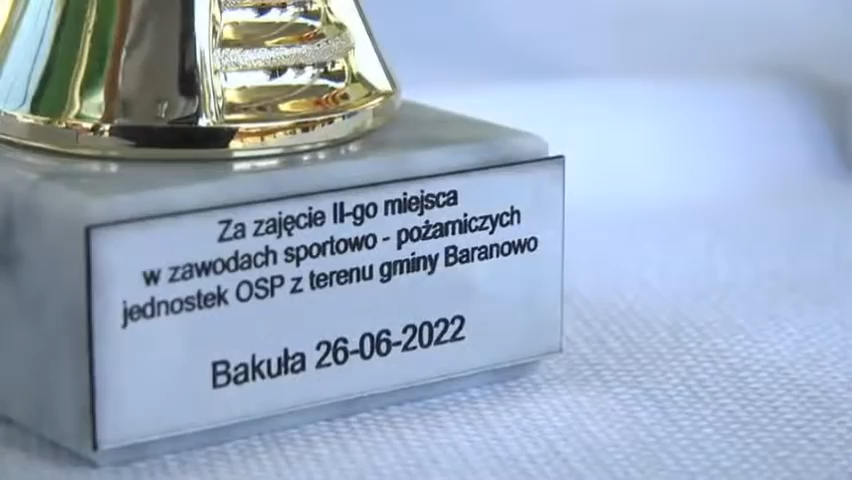 Za zajęcie II-go miejsca
w zawodach sportowo - pożarniczych
jednostek OSP z terenu gminy Baranowo
Bakuła 26-06-2022